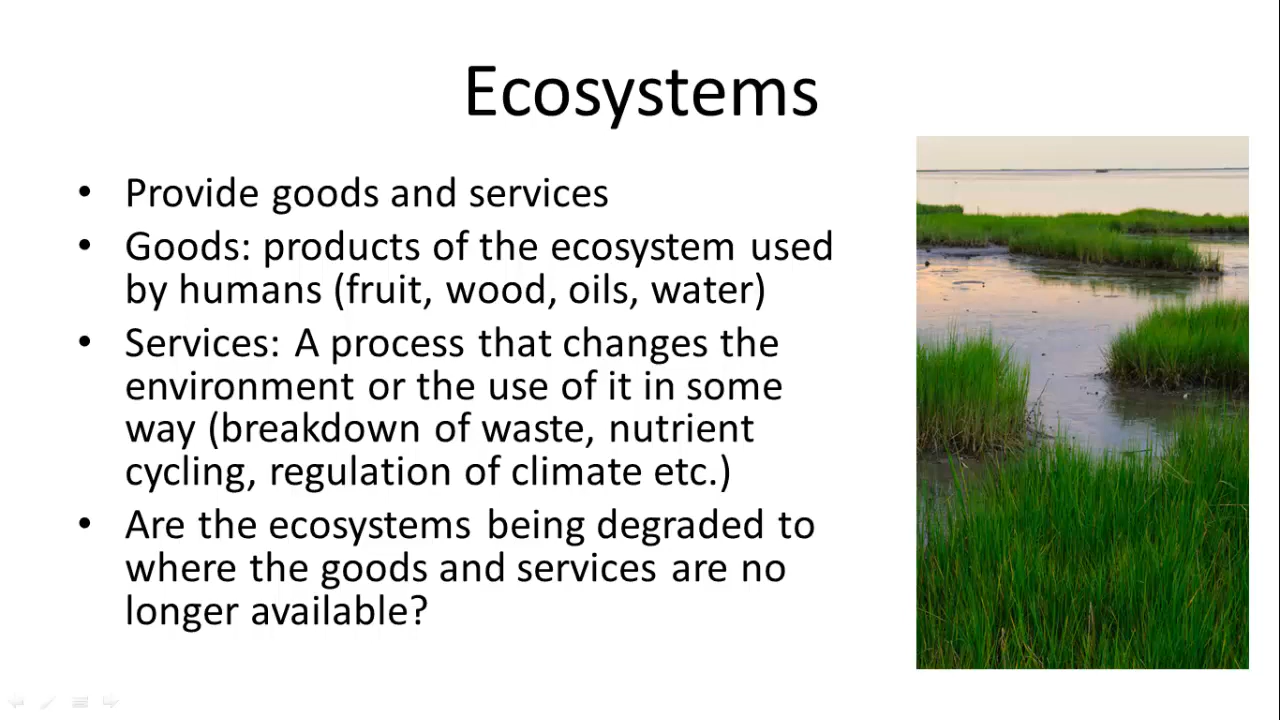 Ecosystems
• Provide goods and services
• Goods: products of the ecosystem used
by humans (fruit, wood, oils, water)
• Services: A process that changes the
environment or the use of it in some
way (breakdown of waste, nutrient
cycling, regulation of climate etc.)
• Are the ecosystems being degraded to
where the goods and services are no
longer available?